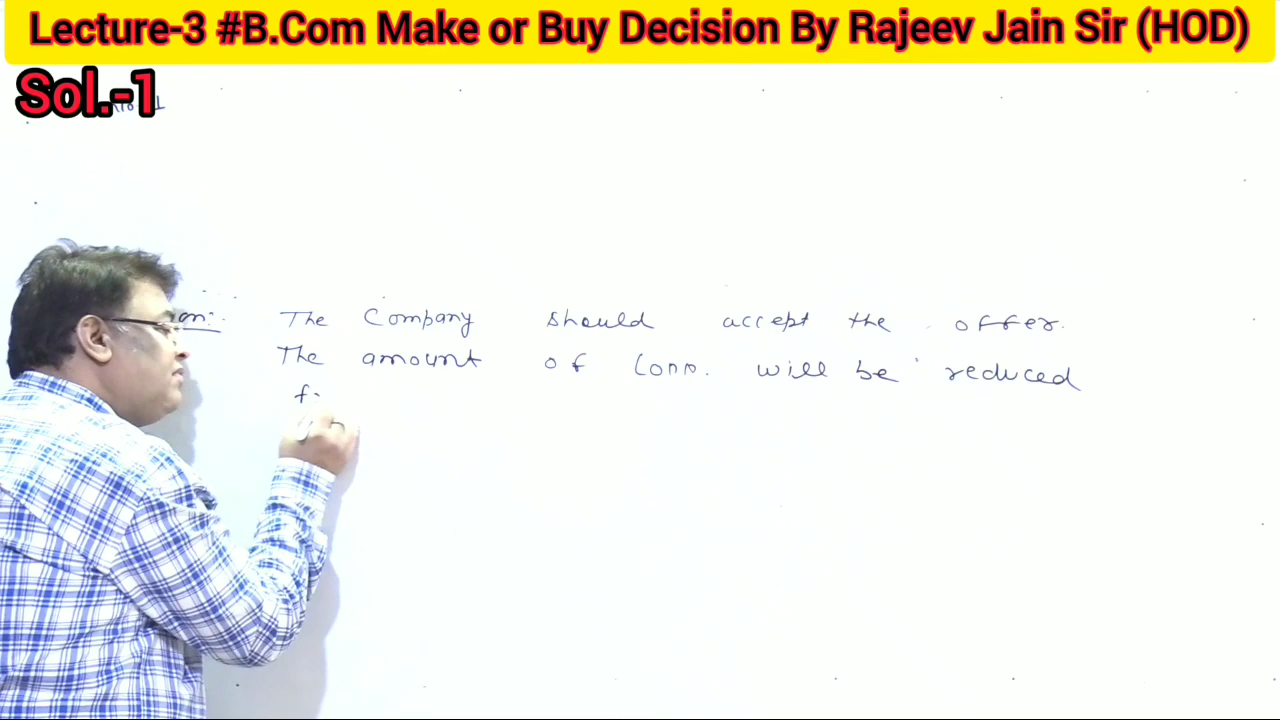 Lecture-3 #B.Com Make or Buy Decision By Rajeev Jain Sir (HOD)
Sol.-1
The Company should accept the offer.
The amount of Conn. will be reduced